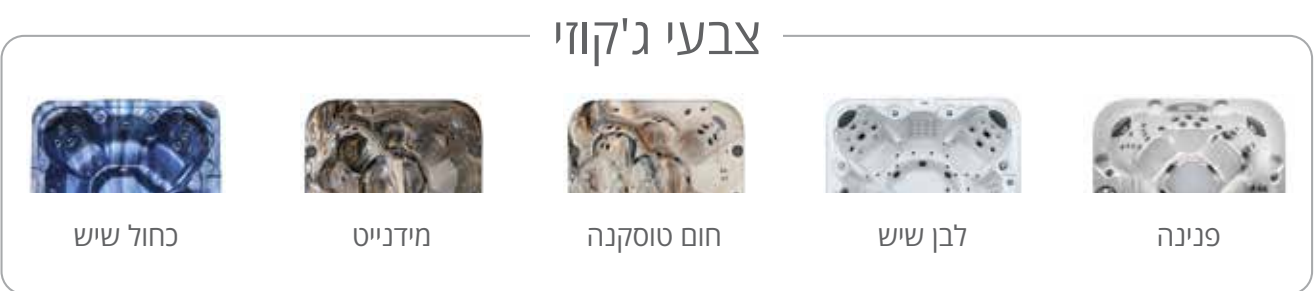 צבעי ג'קוזי
פנינה
לבן שיש
חום טוסקנה
מידנייט
כחול שיש